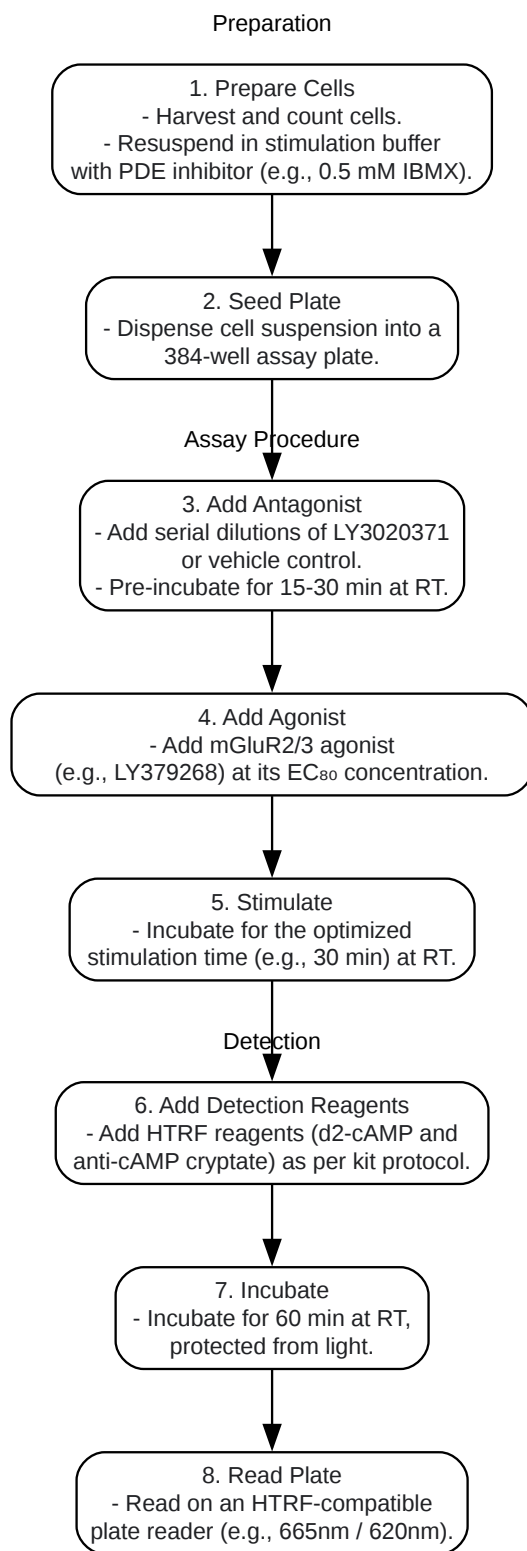 Preparation
1. Prepare Cells
- Harvest and count cells.
- Resuspend in stimulation buffer
with PDE inhibitor (e.g., 0.5 mM IBMX).
2. Seed Plate
- Dispense cell suspension into a
384-well assay plate.
Assay Procedure
3. Add Antagonist
- Add serial dilutions of LY3020371
or vehicle control.
- Pre-incubate for 15-30 min at RT.
4. Add Agonist
- Add mGluR2/3 agonist
(e.g., LY379268) at its EC₈₀ concentration.
5. Stimulate
- Incubate for the optimized
stimulation time (e.g., 30 min) at RT.
Detection
6. Add Detection Reagents
- Add HTRF reagents (d2-cAMP and
anti-cAMP cryptate) as per kit protocol.
7. Incubate
- Incubate for 60 min at RT,
protected from light.
8. Read Plate
- Read on an HTRF-compatible
plate reader (e.g., 665nm / 620nm).